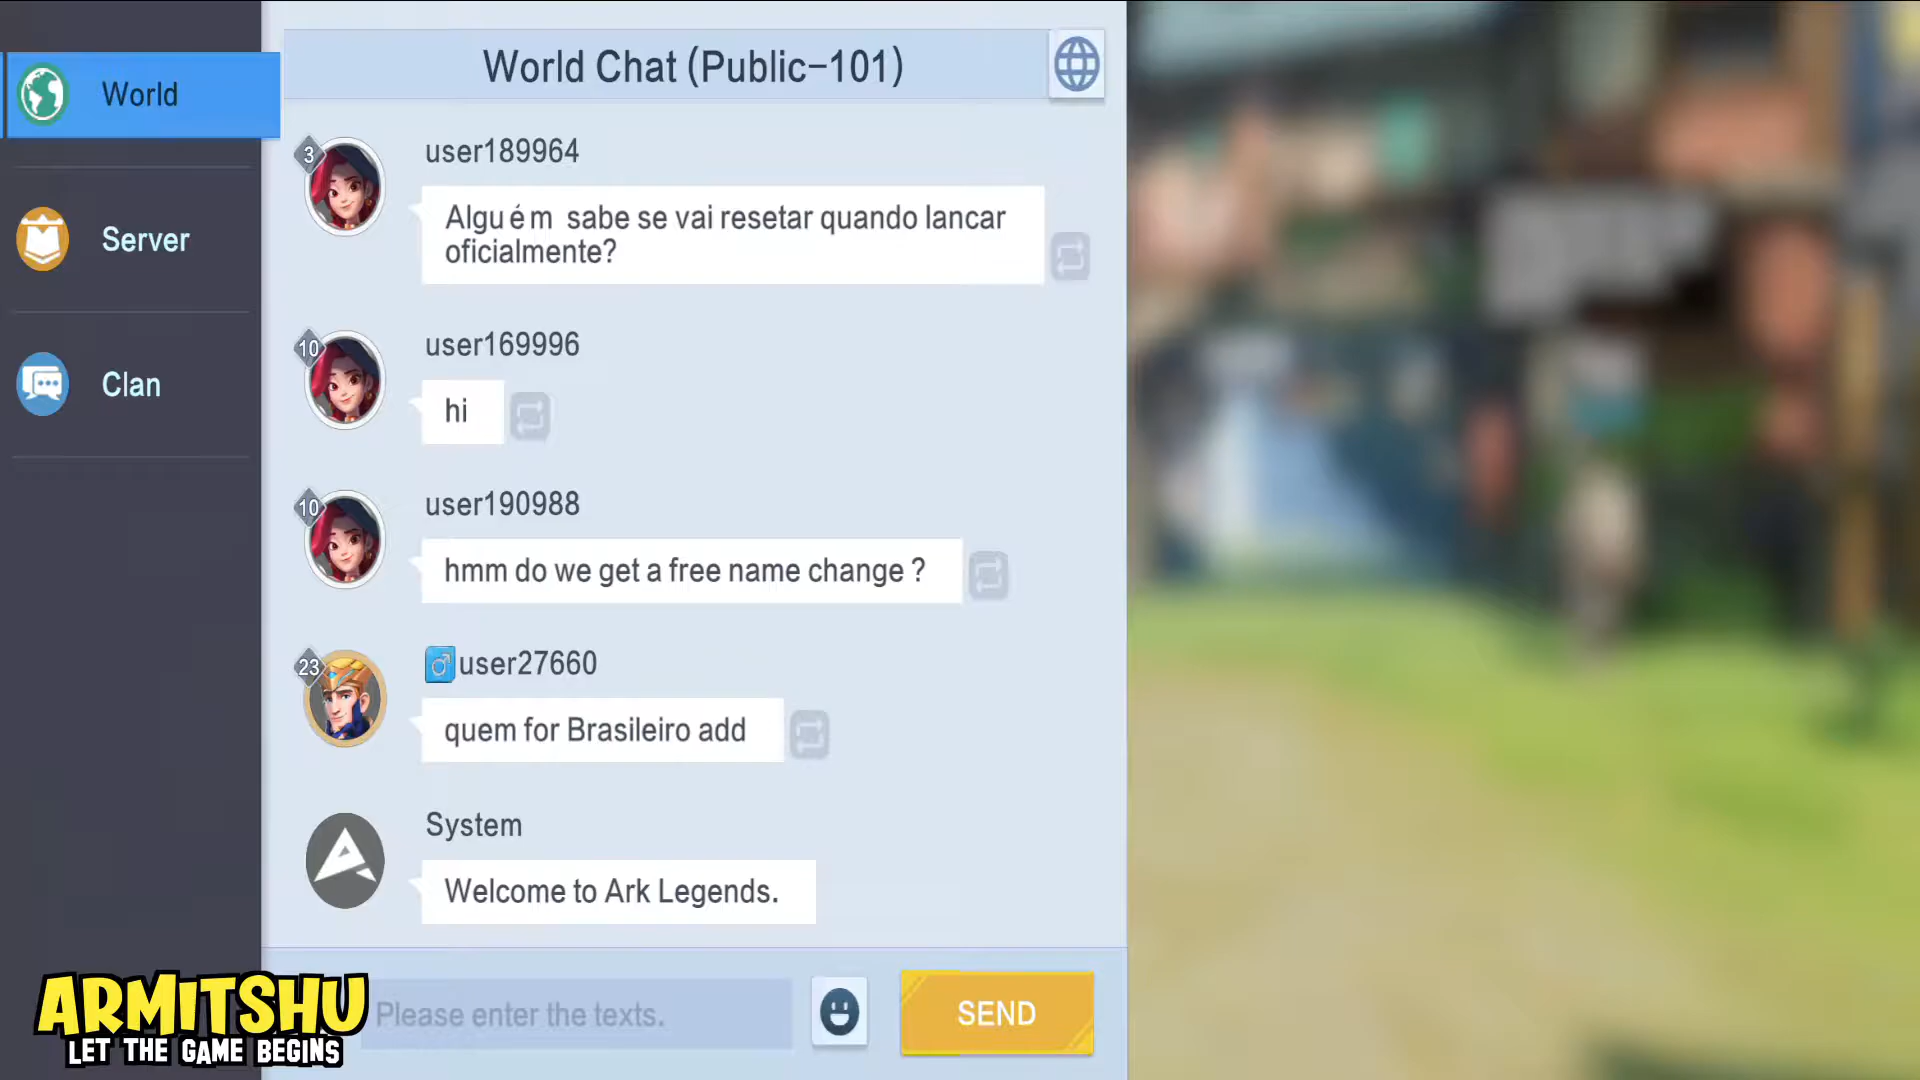 World Chat (Public-101)
World
Server
Clan
3
user189964
Alguém sabe se vai resetar quando lancar
oficialmente?
10
user169996
hi
10
user190988
hmm do we get a free name change ?
23
user27660
quem for Brasileiro add
System
Welcome to Ark Legends.
Please enter the texts.
SEND
ARMITSHU
LET THE GAME BEGINS